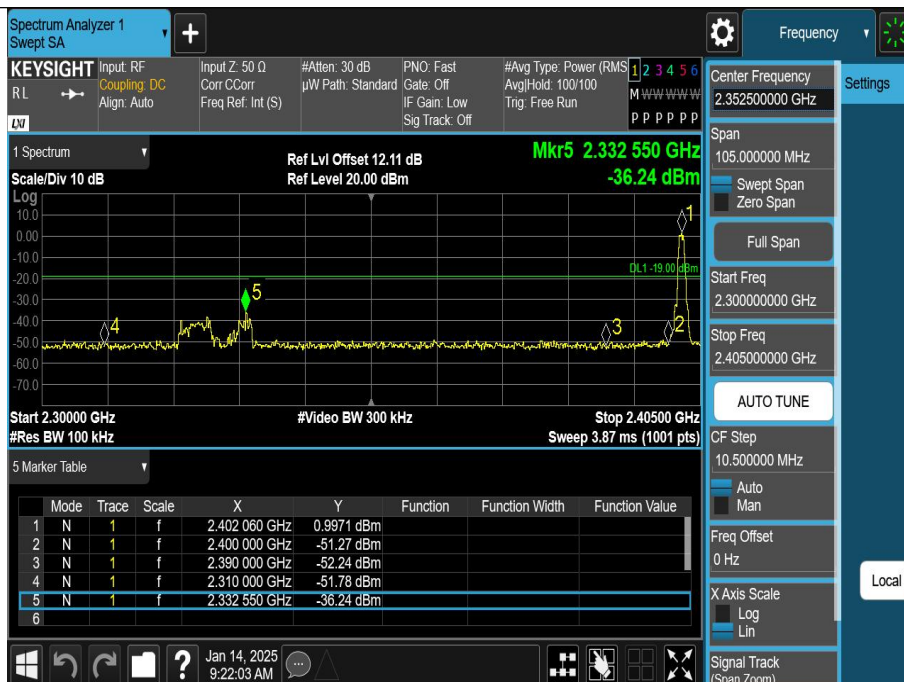 Spectrum Analyzer 1
Swept SA
+
Frequency
KEYSIGHT
RL
LXI
Input: RF
Coupling: DC
Align: Auto
Input Z: 50 Ω
Corr CCorr
Freq Ref: Int (S)
#Atten: 30 dB
µW Path: Standard
PNO: Fast
Gate: Off
IF Gain: Low
Sig Track: Off
#Avg Type: Power (RMS
Avg|Hold: 100/100
Trig: Free Run
1 2 3 4 5 6
M W W W W W
P P P P P P
1 Spectrum
Scale/Div 10 dB
Log
Ref Lvl Offset 12.11 dB
Ref Level 20.00 dBm
Mkr5 2.332 550 GHz
-36.24 dBm
10.0
0.00
-10.0
-20.0
-30.0
-40.0
-50.0
-60.0
-70.0
DL1 -19.00 dBm
1
2
3
4
5
Start 2.30000 GHz
#Res BW 100 kHz
#Video BW 300 kHz
Stop 2.40500 GHz
Sweep 3.87 ms (1001 pts)
5 Marker Table
Mode Trace Scale X Y Function Function Width Function Value
1 N 1 f 2.402 060 GHz 0.9971 dBm
2 N 1 f 2.400 000 GHz -51.27 dBm
3 N 1 f 2.390 000 GHz -52.24 dBm
4 N 1 f 2.310 000 GHz -51.78 dBm
5 N 1 f 2.332 550 GHz -36.24 dBm
6
?
Jan 14, 2025
9:22:03 AM
Center Frequency
2.352500000 GHz
Span
105.000000 MHz
Swept Span
Zero Span
Full Span
Start Freq
2.300000000 GHz
Stop Freq
2.405000000 GHz
AUTO TUNE
CF Step
10.500000 MHz
Auto
Man
Freq Offset
0 Hz
X Axis Scale
Log
Lin
Signal Track
(Span Zoom)
Settings
Local